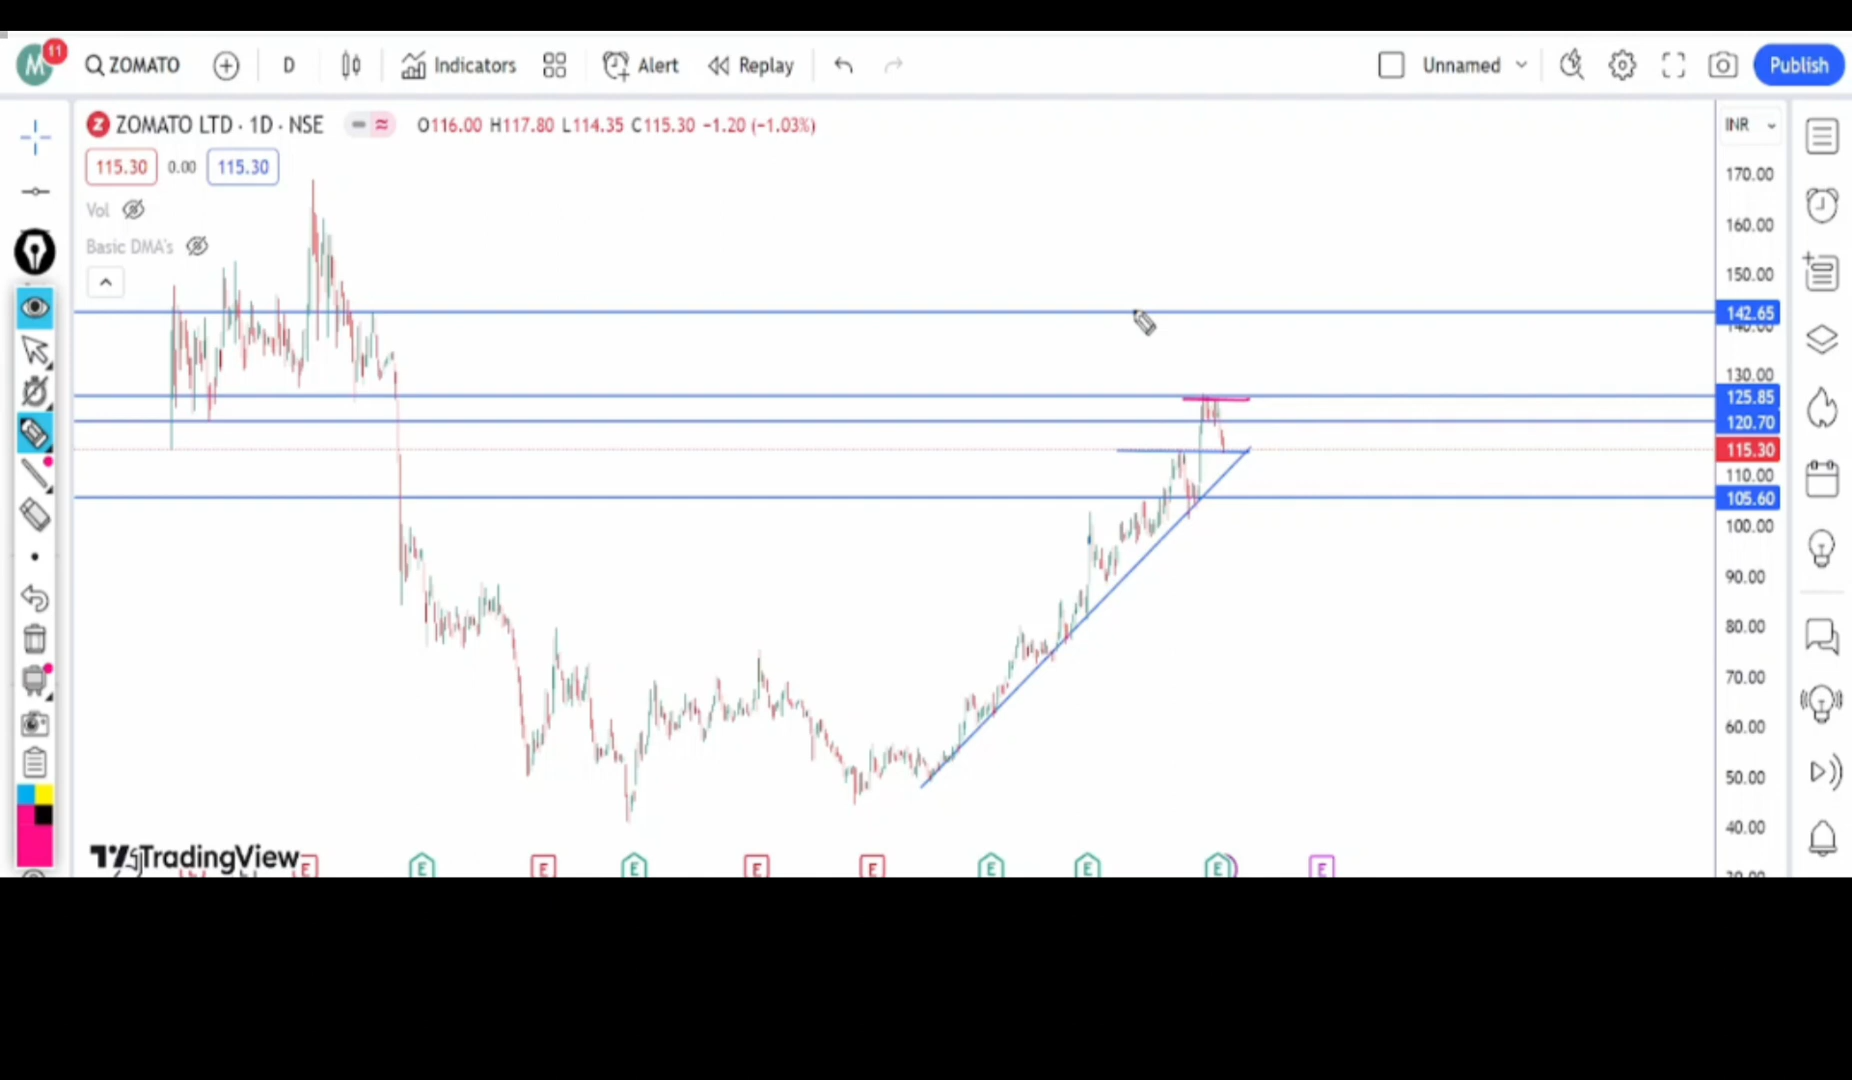 M 11 ZOMATO D Indicators Alert Replay Unnamed Publish
Z ZOMATO LTD · 1D · NSE O116.00 H117.80 L114.35 C115.30 −1.20 (−1.03%) INR
115.30 0.00 115.30
Vol
Basic DMA's
170.00
160.00
150.00
142.65
140.00
130.00
125.85
120.70
115.30
110.00
105.60
100.00
90.00
80.00
70.00
60.00
50.00
40.00
TradingView
E E E E E E E E E E